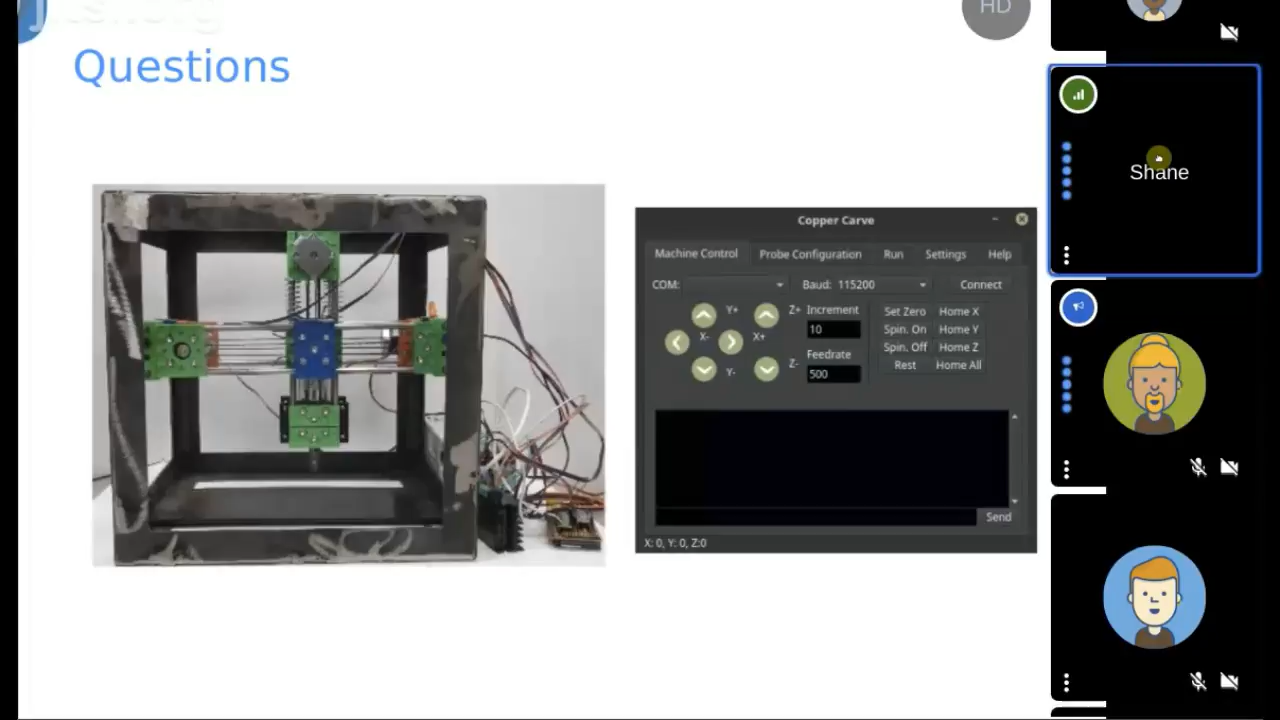 HD
Questions
Shane
Copper Carve
Machine Control Probe Configuration Run Settings Help
COM: Baud: 115200 Connect
Y+ Z+ Increment Set Zero Home X
10 Spin. On Home Y
X- X+ Spin. Off Home Z
Y- Z- Feedrate Rest Home All
500
Send
X: 0, Y: 0, Z:0